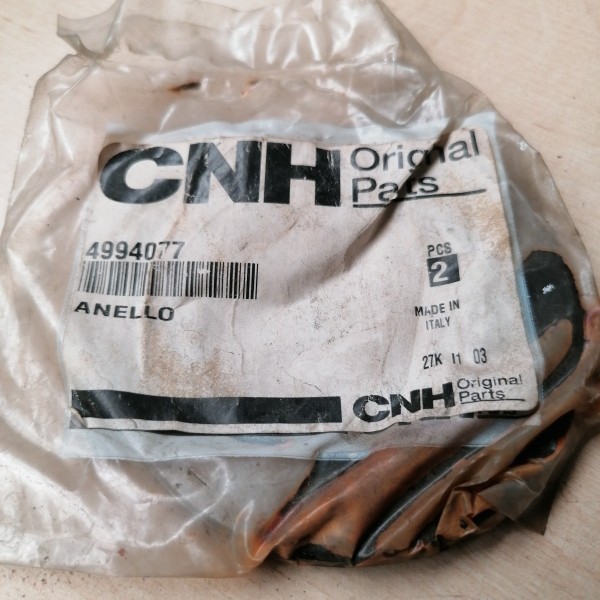 CNH Original
Parts
4994077
PCS
2
ANELLO
MADE IN
ITALY
27K 11 03
CNH Original
Parts